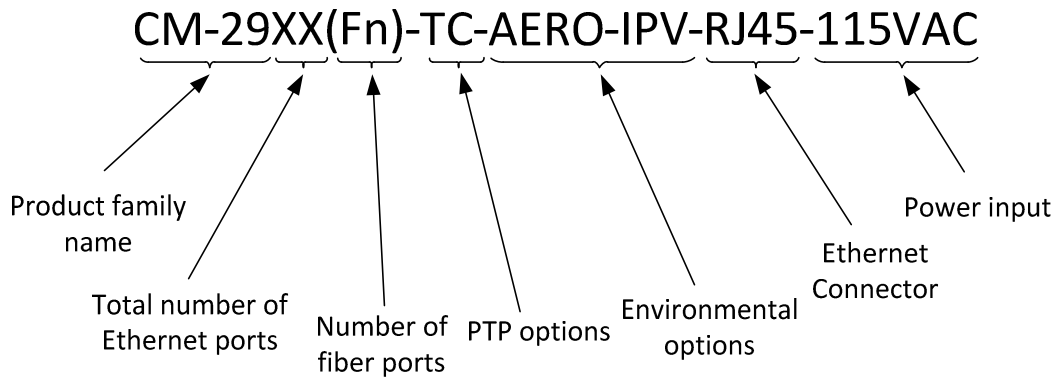 CM-29XX(Fn)-TC-AERO-IPV-RJ45-115VAC
Product family
name
Total number of
Ethernet ports
Number of
fiber ports
PTP options
Environmental
options
Ethernet
Connector
Power input